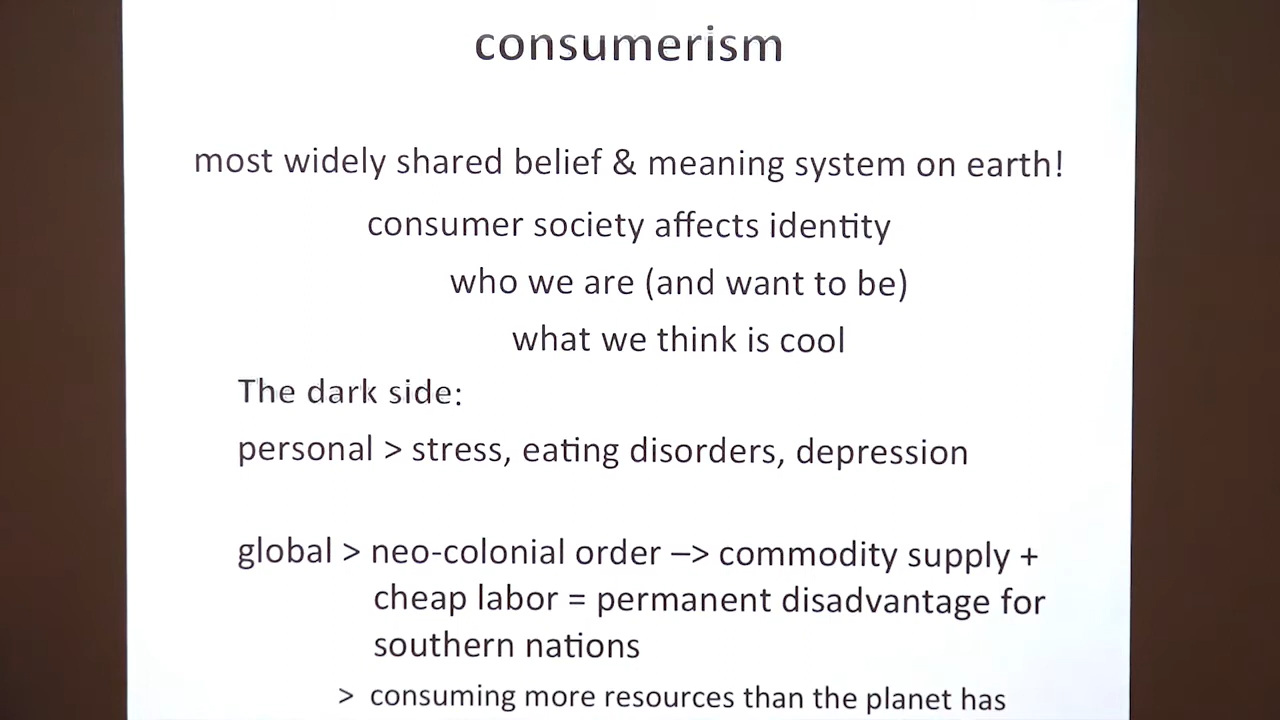 consumerism
most widely shared belief & meaning system on earth!
consumer society affects identity
who we are (and want to be)
what we think is cool
The dark side:
personal > stress, eating disorders, depression
global > neo-colonial order –> commodity supply +
cheap labor = permanent disadvantage for
southern nations
> consuming more resources than the planet has